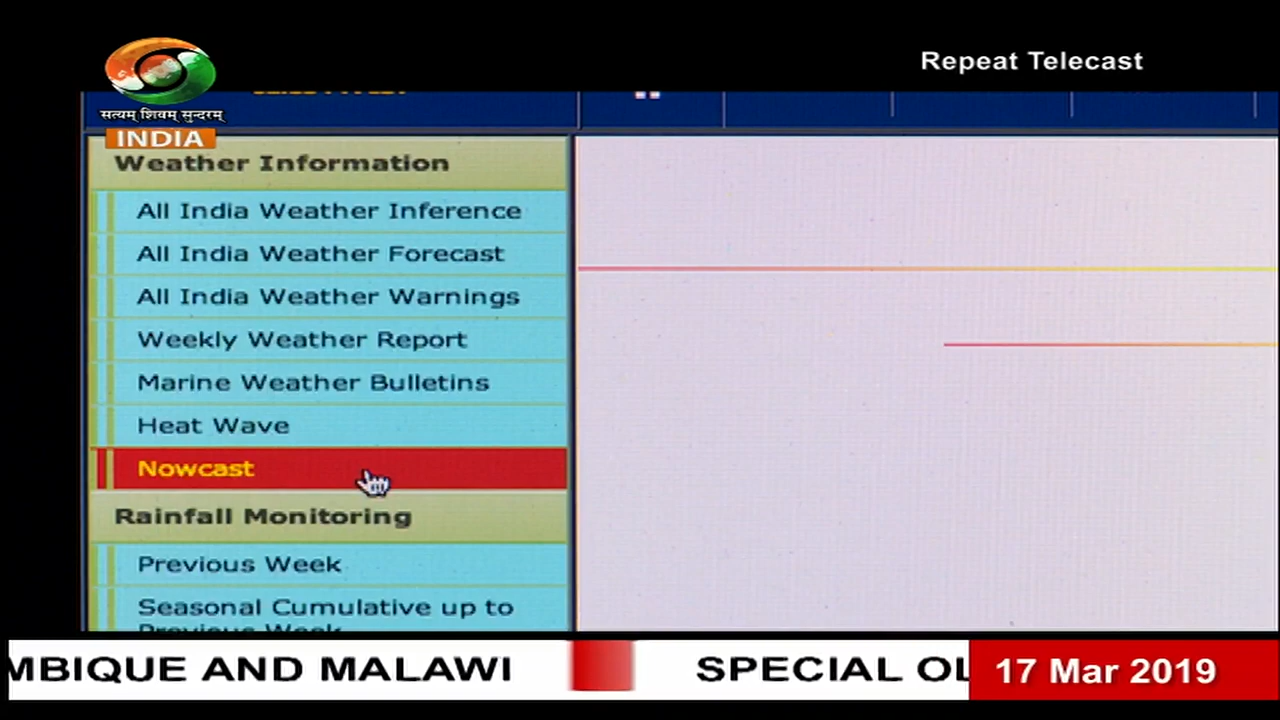 Repeat Telecast
सत्यम् शिवम् सुन्दरम्
INDIA
Weather Information
All India Weather Inference
All India Weather Forecast
All India Weather Warnings
Weekly Weather Report
Marine Weather Bulletins
Heat Wave
Nowcast
Rainfall Monitoring
Previous Week
Seasonal Cumulative up to
Previous Week
MBIQUE AND MALAWI SPECIAL OL
17 Mar 2019